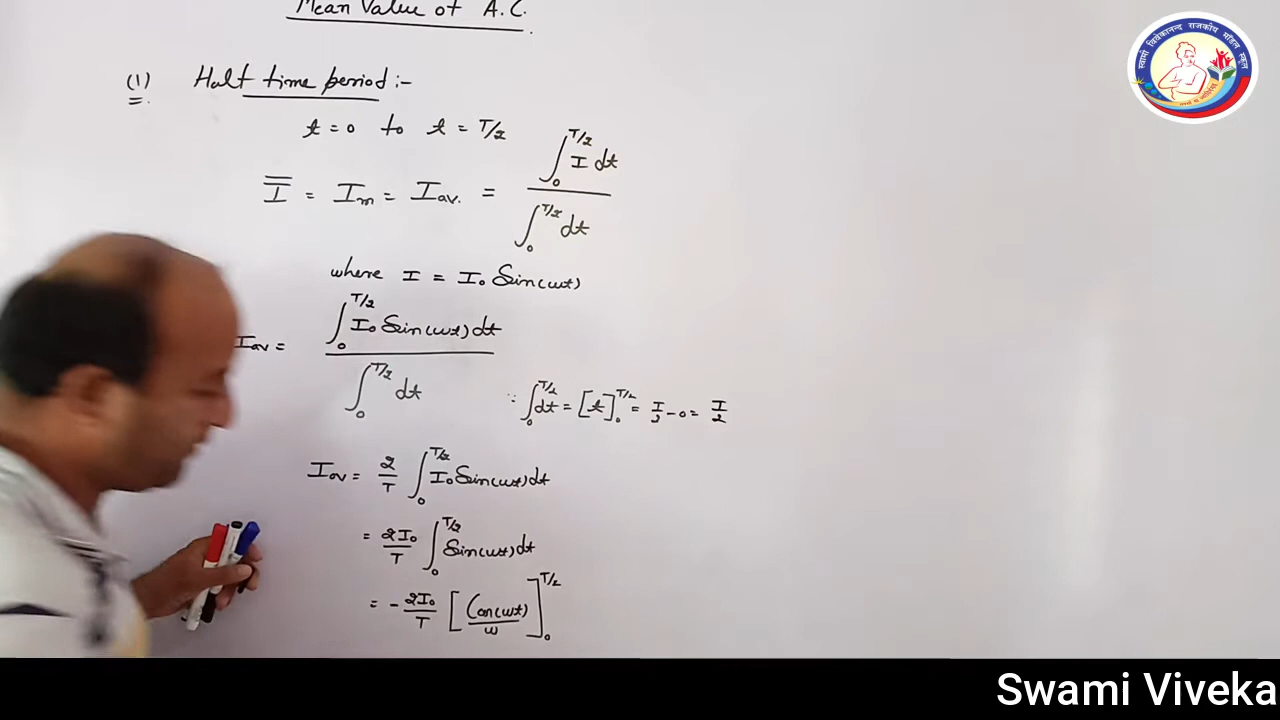 Mean Value of A.C.
(1) Half time period :-
t = 0 to t = T/2
I̅ = Im = Iav. = ∫₀^{T/2} I dt / ∫₀^{T/2} dt
where I = I₀ Sin(ωt)
Iav = ∫₀^{T/2} I₀ Sin(ωt) dt / ∫₀^{T/2} dt
∵ ∫₀^{T/2} dt = [t]₀^{T/2} = T/2 - 0 = T/2
Iav = 2/T ∫₀^{T/2} I₀ Sin(ωt) dt
= 2I₀/T ∫₀^{T/2} Sin(ωt) dt
= - 2I₀/T [Cos(ωt)/ω]₀^{T/2}
स्वामी विवेकानन्द राजकीय मॉडल स्कूल
Swami Viveka